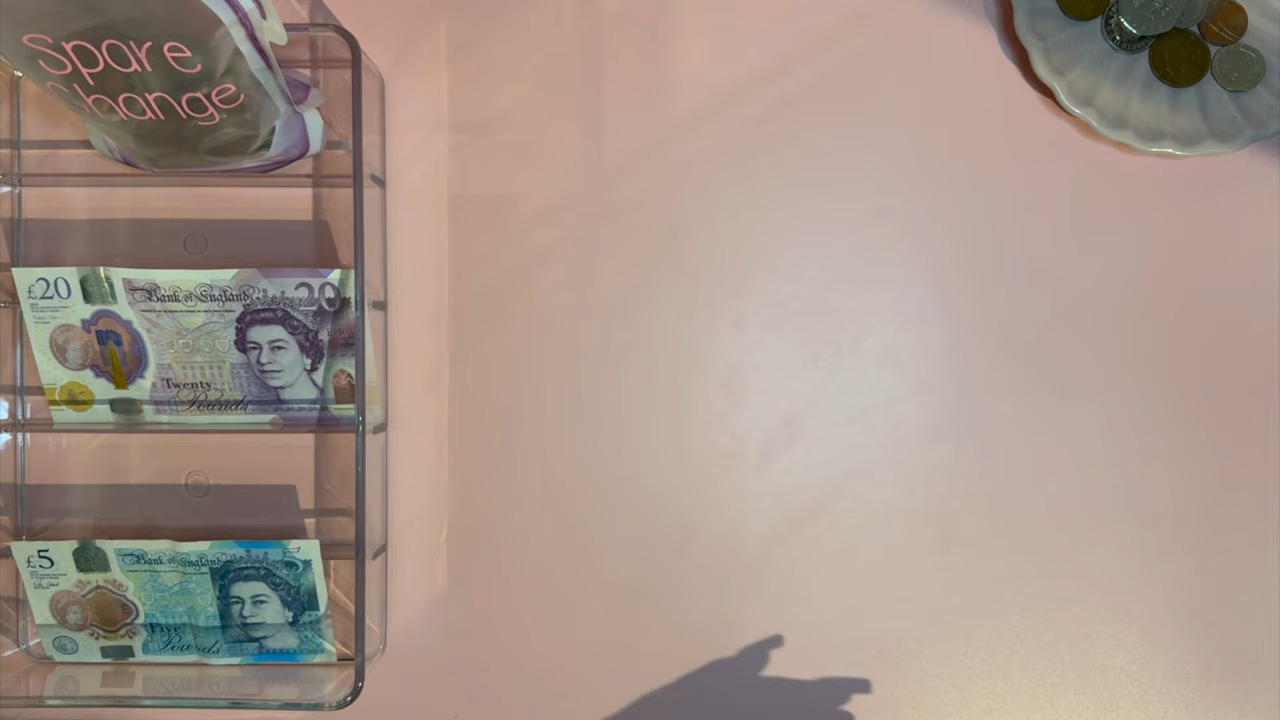 Spare
Change
£20
Bank of England
20
Twenty
Pounds
£5
Bank of England
5
Five
Pounds